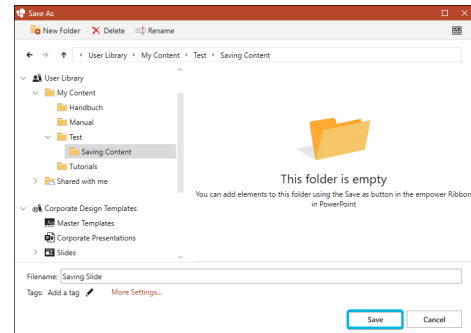 Save As
New Folder Delete Rename
User Library My Content Test Saving Content
User Library
My Content
Handbuch
Manual
Test
Saving Content
Tutorials
Shared with me
Corporate Design Templates
Master Templates
Corporate Presentations
Slides
This folder is empty
You can add elements to this folder using the Save as button in the empower Ribbon
in PowerPoint
Filename: Saving Slide
Tags: Add a tag More Settings...
Save Cancel